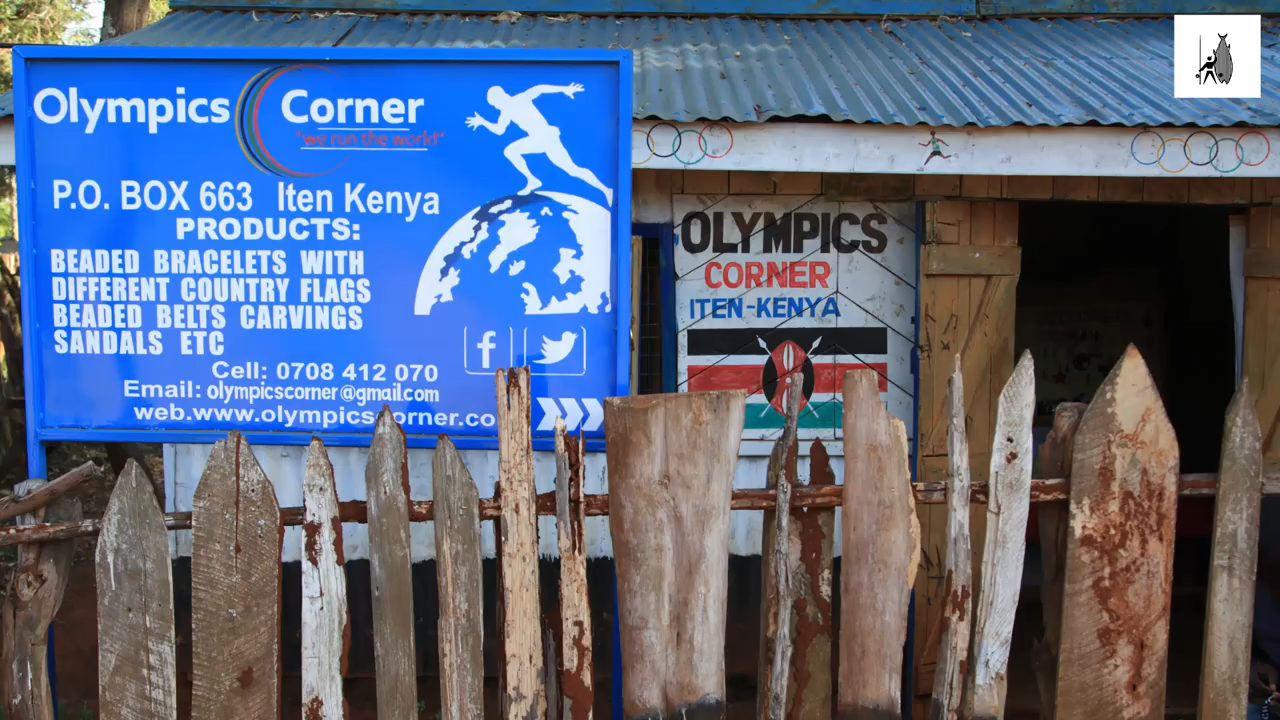 Olympics Corner
"we run the world"
P.O. BOX 663 Iten Kenya
PRODUCTS:
BEADED BRACELETS WITH
DIFFERENT COUNTRY FLAGS
BEADED BELTS CARVINGS
SANDALS ETC
Cell: 0708 412 070
Email: olympicscorner@gmail.com
web.www.olympicscorner.co
OLYMPICS
CORNER
ITEN-KENYA